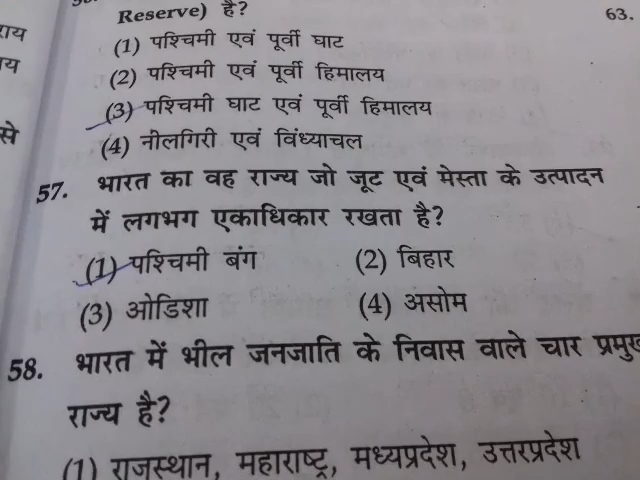 Reserve) है?
63.
(1) पश्चिमी एवं पूर्वी घाट
(2) पश्चिमी एवं पूर्वी हिमालय
(3) पश्चिमी घाट एवं पूर्वी हिमालय
(4) नीलगिरी एवं विंध्याचल
57. भारत का वह राज्य जो जूट एवं मेस्ता के उत्पादन
में लगभग एकाधिकार रखता है?
(1) पश्चिमी बंग (2) बिहार
(3) ओडिशा (4) असोम
58. भारत में भील जनजाति के निवास वाले चार प्रमुख
राज्य है?
(1) राजस्थान, महाराष्ट्र, मध्यप्रदेश, उत्तरप्रदेश